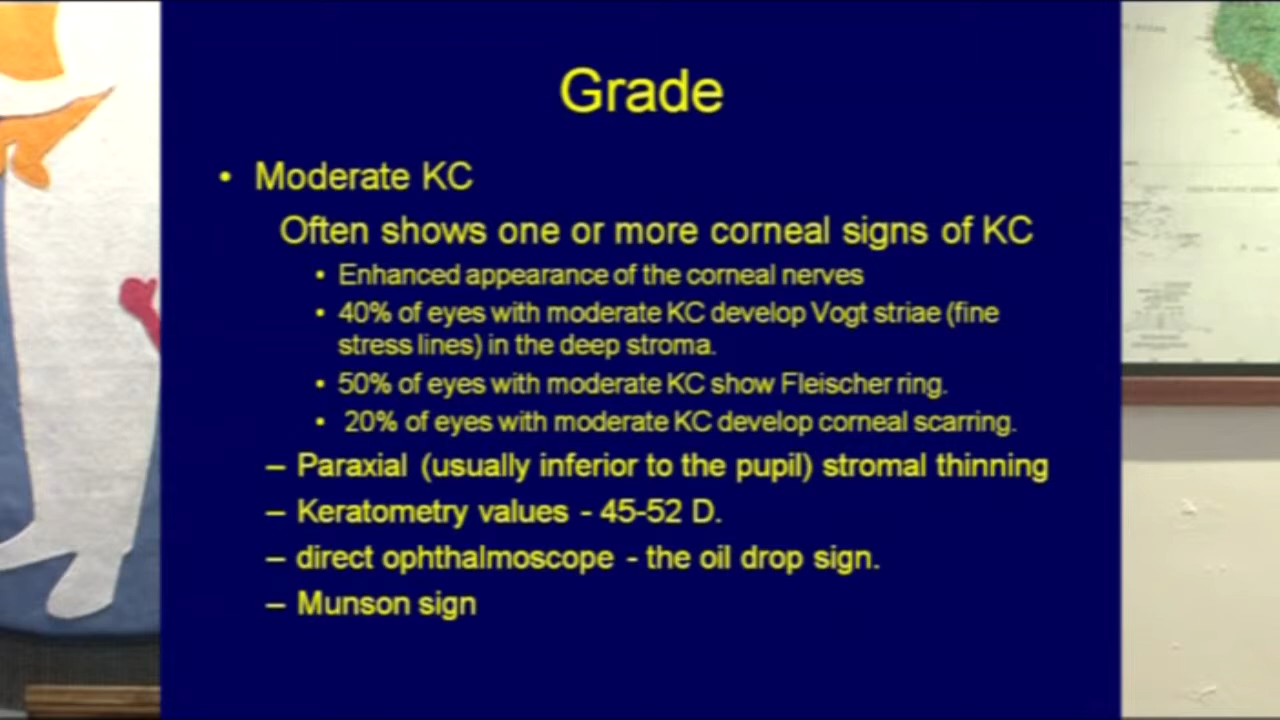 Grade
• Moderate KC
Often shows one or more corneal signs of KC
• Enhanced appearance of the corneal nerves
• 40% of eyes with moderate KC develop Vogt striae (fine
stress lines) in the deep stroma.
• 50% of eyes with moderate KC show Fleischer ring.
• 20% of eyes with moderate KC develop corneal scarring.
– Paraxial (usually inferior to the pupil) stromal thinning
– Keratometry values - 45-52 D.
– direct ophthalmoscope - the oil drop sign.
– Munson sign